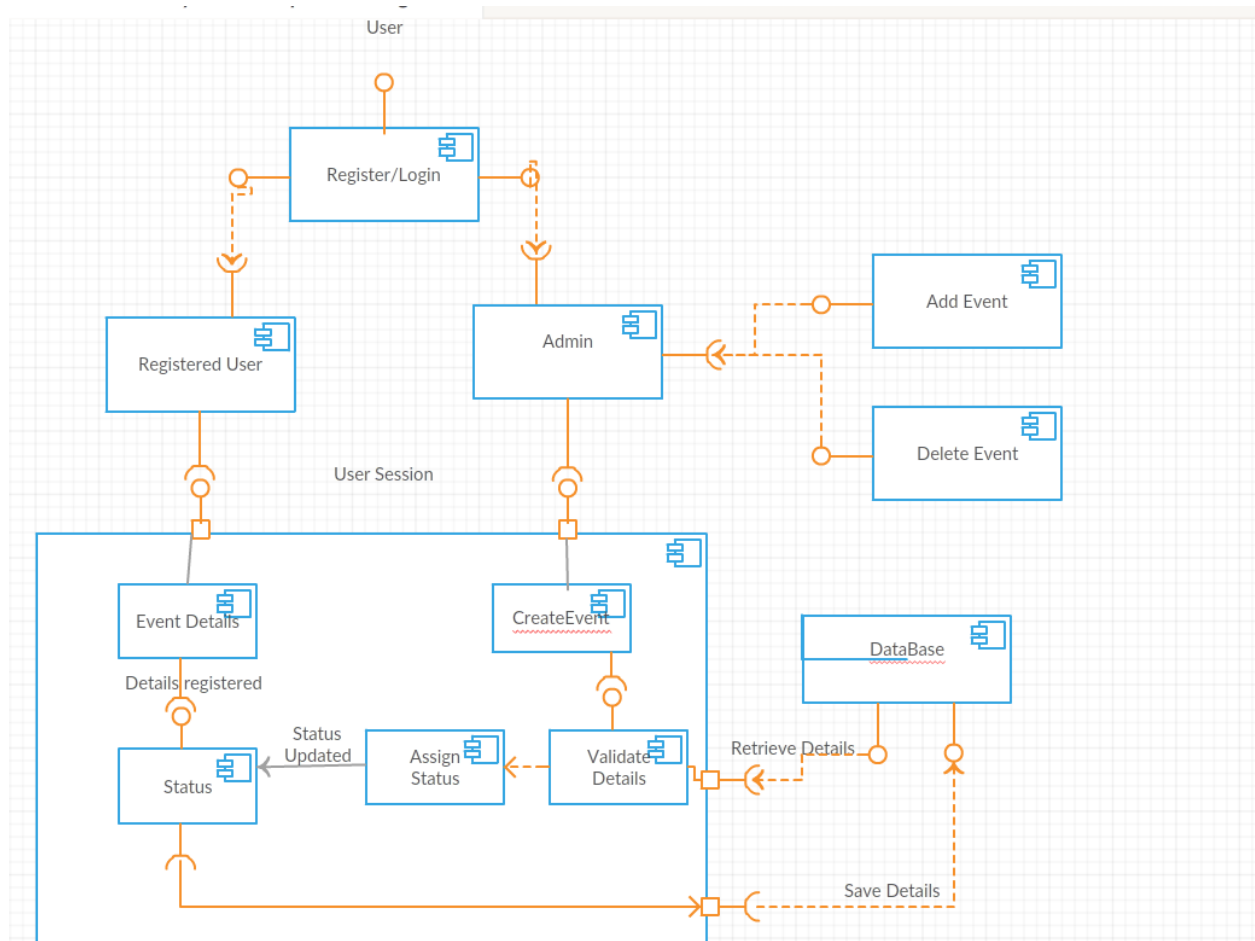 User
Register/Login
Add Event
Admin
Registered User
Delete Event
User Session
Event Details
CreateEvent
DataBase
Details registered
Status
Updated
Assign
Status
Validate
Details
Retrieve Details
Status
Save Details